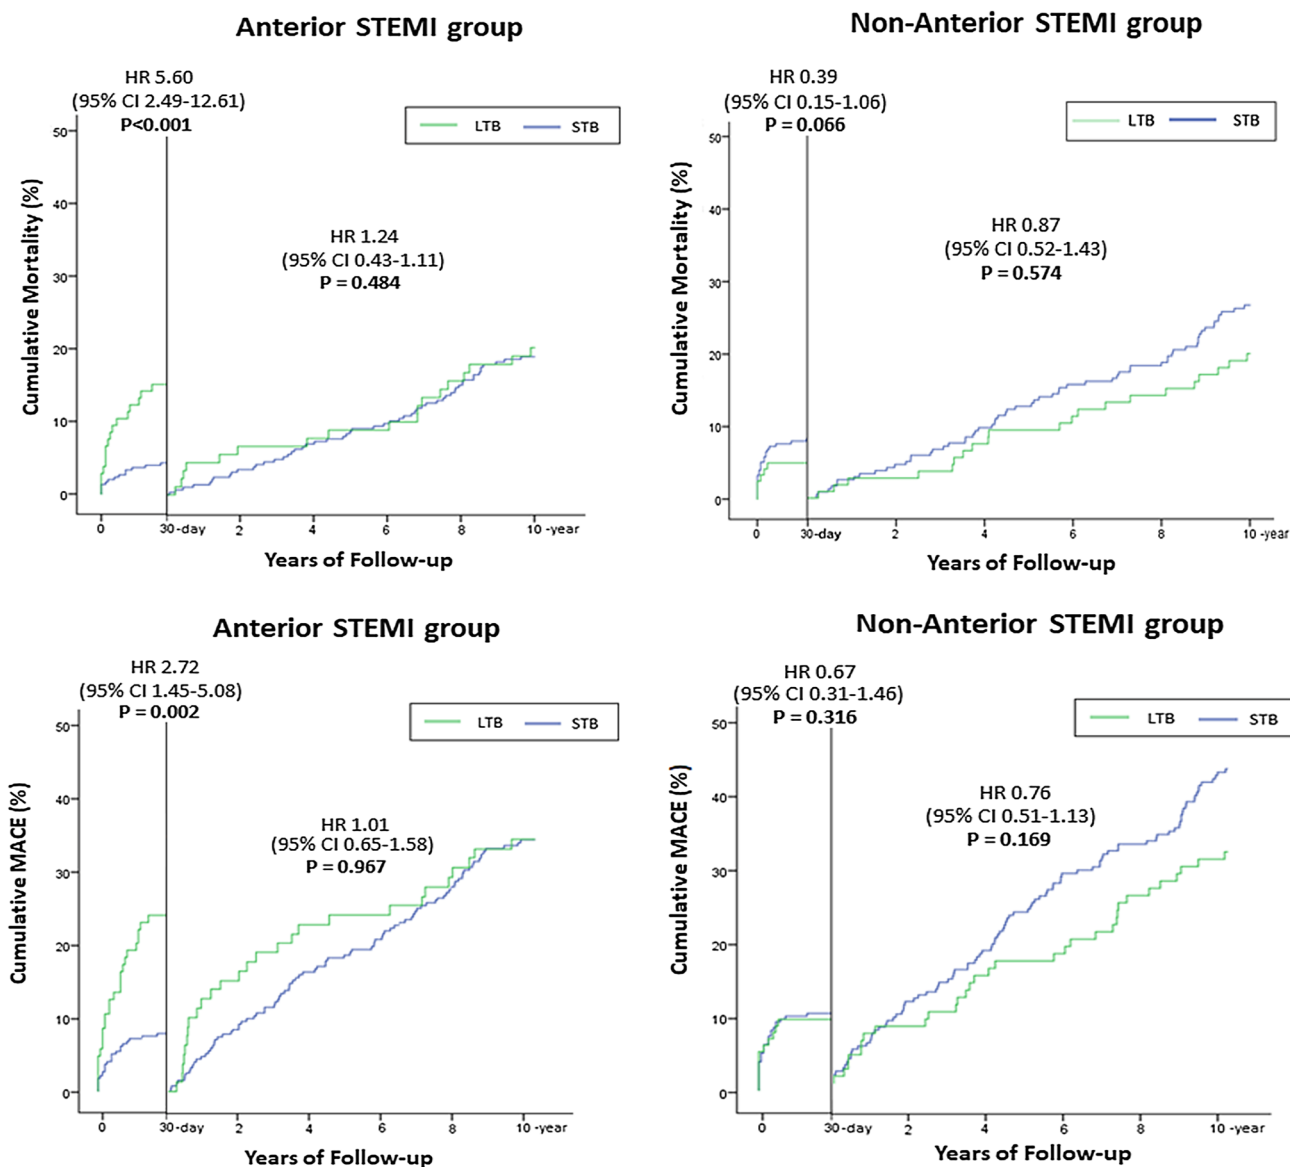 Anterior STEMI group
HR 5.60
(95% CI 2.49-12.61)
P<0.001
LTB STB
HR 1.24
(95% CI 0.43-1.11)
P = 0.484
Cumulative Mortality (%)
50
40
30
20
10
0
0 30-day 2 4 6 8 10 -year
Years of Follow-up
Non-Anterior STEMI group
HR 0.39
(95% CI 0.15-1.06)
P = 0.066
LTB STB
HR 0.87
(95% CI 0.52-1.43)
P = 0.574
Cumulative Mortality (%)
50
40
30
20
10
0
0 30-day 2 4 6 8 10 -year
Years of Follow-up
Anterior STEMI group
HR 2.72
(95% CI 1.45-5.08)
P = 0.002
LTB STB
HR 1.01
(95% CI 0.65-1.58)
P = 0.967
Cumulative MACE (%)
50
40
30
20
10
0
0 30-day 2 4 6 8 10 -year
Years of Follow-up
Non-Anterior STEMI group
HR 0.67
(95% CI 0.31-1.46)
P = 0.316
LTB STB
HR 0.76
(95% CI 0.51-1.13)
P = 0.169
Cumulative MACE (%)
50
40
30
20
10
0
0 30-day 2 4 6 8 10 -year
Years of Follow-up